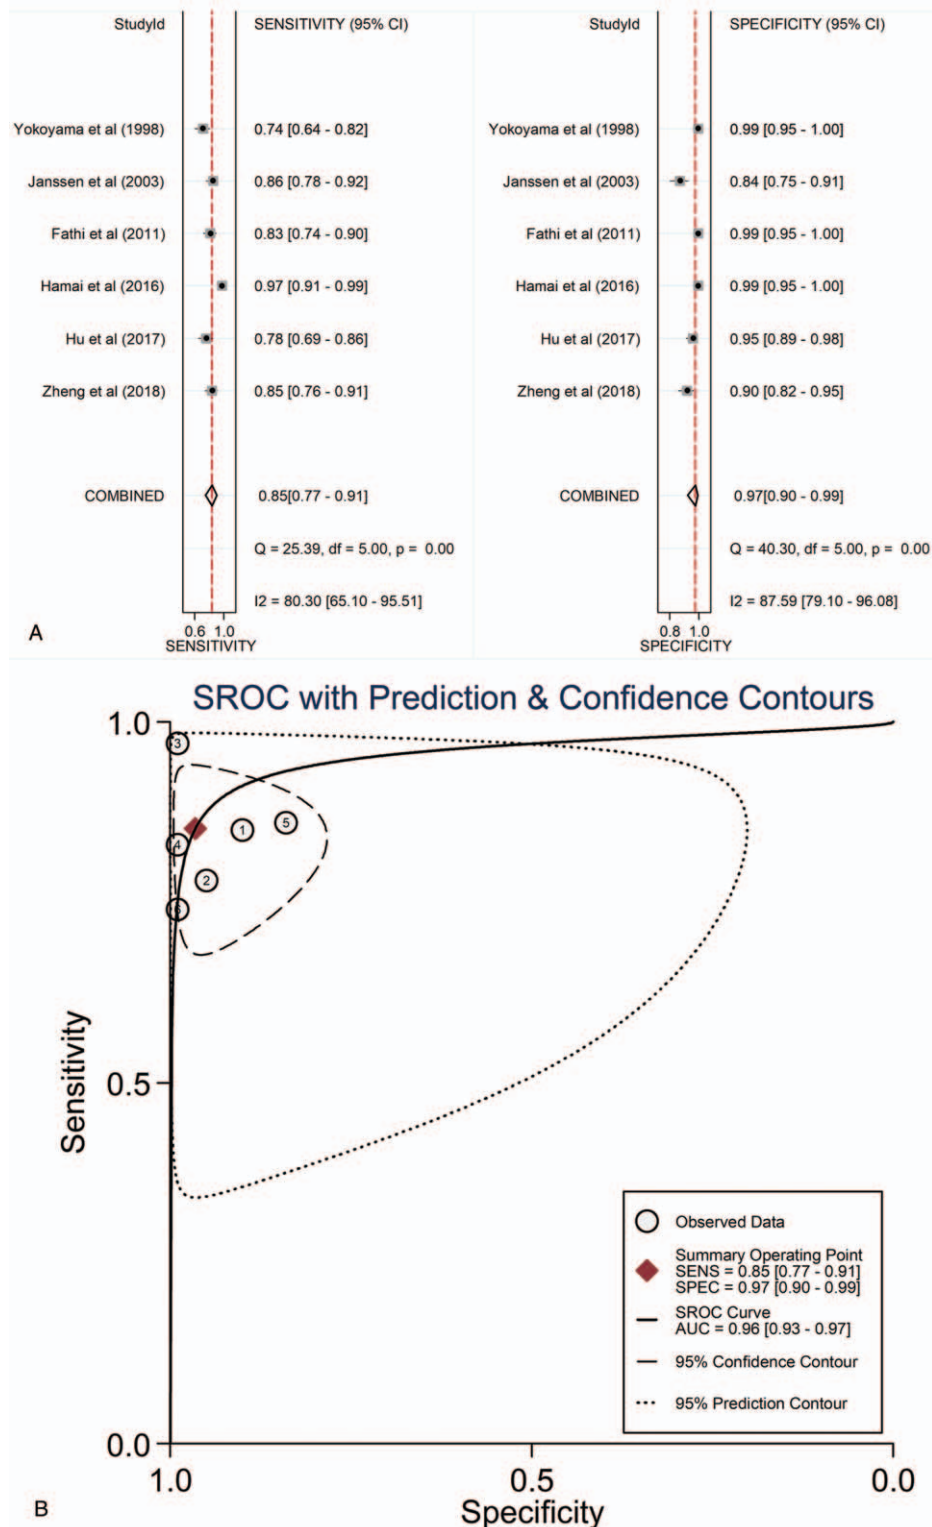 StudyId SENSITIVITY (95% CI)
Yokoyama et al (1998) 0.74 [0.64 - 0.82]
Janssen et al (2003) 0.86 [0.78 - 0.92]
Fathi et al (2011) 0.83 [0.74 - 0.90]
Hamai et al (2016) 0.97 [0.91 - 0.99]
Hu et al (2017) 0.78 [0.69 - 0.86]
Zheng et al (2018) 0.85 [0.76 - 0.91]
COMBINED 0.85[0.77 - 0.91]
Q = 25.39, df = 5.00, p = 0.00
I2 = 80.30 [65.10 - 95.51]
0.6 1.0
SENSITIVITY
StudyId SPECIFICITY (95% CI)
Yokoyama et al (1998) 0.99 [0.95 - 1.00]
Janssen et al (2003) 0.84 [0.75 - 0.91]
Fathi et al (2011) 0.99 [0.95 - 1.00]
Hamai et al (2016) 0.99 [0.95 - 1.00]
Hu et al (2017) 0.95 [0.89 - 0.98]
Zheng et al (2018) 0.90 [0.82 - 0.95]
COMBINED 0.97[0.90 - 0.99]
Q = 40.30, df = 5.00, p = 0.00
I2 = 87.59 [79.10 - 96.08]
0.8 1.0
SPECIFICITY
A
SROC with Prediction & Confidence Contours
1.0
3
5
1
4
2
6
Sensitivity
0.5
Observed Data
Summary Operating Point
SENS = 0.85 [0.77 - 0.91]
SPEC = 0.97 [0.90 - 0.99]
SROC Curve
AUC = 0.96 [0.93 - 0.97]
95% Confidence Contour
95% Prediction Contour
0.0
1.0 0.5 0.0
Specificity
B